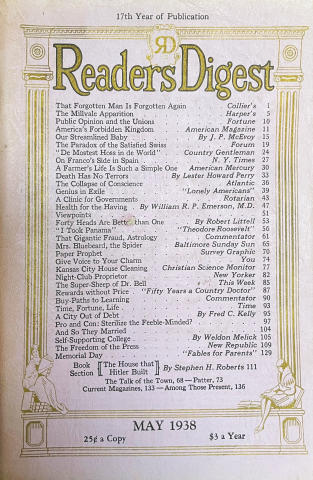 17th Year of Publication
RD
Readers Digest
That Forgotten Man Is Forgotten Again . Collier's 1
The Millvale Apparition . . . . Harper's 5
Public Opinion and the Unions . . . Fortune 10
America's Forbidden Kingdom . American Magazine 11
Our Streamlined Baby . . . By J. P. McEvoy 15
The Paradox of the Satisfied Swiss . . Forum 19
"De Mostest Hoss in de World" . Country Gentleman 24
On Franco's Side in Spain . . . N. Y. Times 27
A Farmer's Life Is Such a Simple One . American Mercury 30
Death Has No Terrors . . By Lester Howard Perry 33
The Collapse of Conscience . . . Atlantic 36
Genius in Exile . . . . "Lonely Americans" 39
A Clinic for Governments . . . Rotarian 43
Health for the Having . By William R. P. Emerson, M.D. 47
Viewpoints . . . . . 51
Forty Heads Are Better than One . By Robert Littell 53
"I Took Panama" . . . "Theodore Roosevelt" 56
That Gigantic Fraud, Astrology . . Commentator 61
Mrs. Bluebeard, the Spider . Baltimore Sunday Sun 65
Paper Prophet . . . . Survey Graphic 70
Give Voice to Your Charm . . . You 74
Kansas City House Cleaning . Christian Science Monitor 77
Night-Club Proprietor . . . New Yorker 82
The Super-Sherp of Dr. Bell . . . This Week 85
Rewards without Price . "Fifty Years a Country Doctor" 87
Buy-Paths to Learning . . . Commentator 90
Time, Fortune, Life . . . . Time 93
A City Out of Debt . . . By Fred C. Kelly 95
Pro and Con: Sterilize the Feeble-Minded? . . 97
And So They Married . . . . 104
Self-Supporting College . . By Weldon Melick 105
The Freedom of the Press . . New Republic 109
Memorial Day . . . "Fables for Parents" 129
Book Section [The House that Hitler Built] By Stephen H. Roberts 111
The Talk of the Town, 68 — Patter, 73
Current Magazines, 133 — Among Those Present, 136
MAY 1938
25¢ a Copy $3 a Year